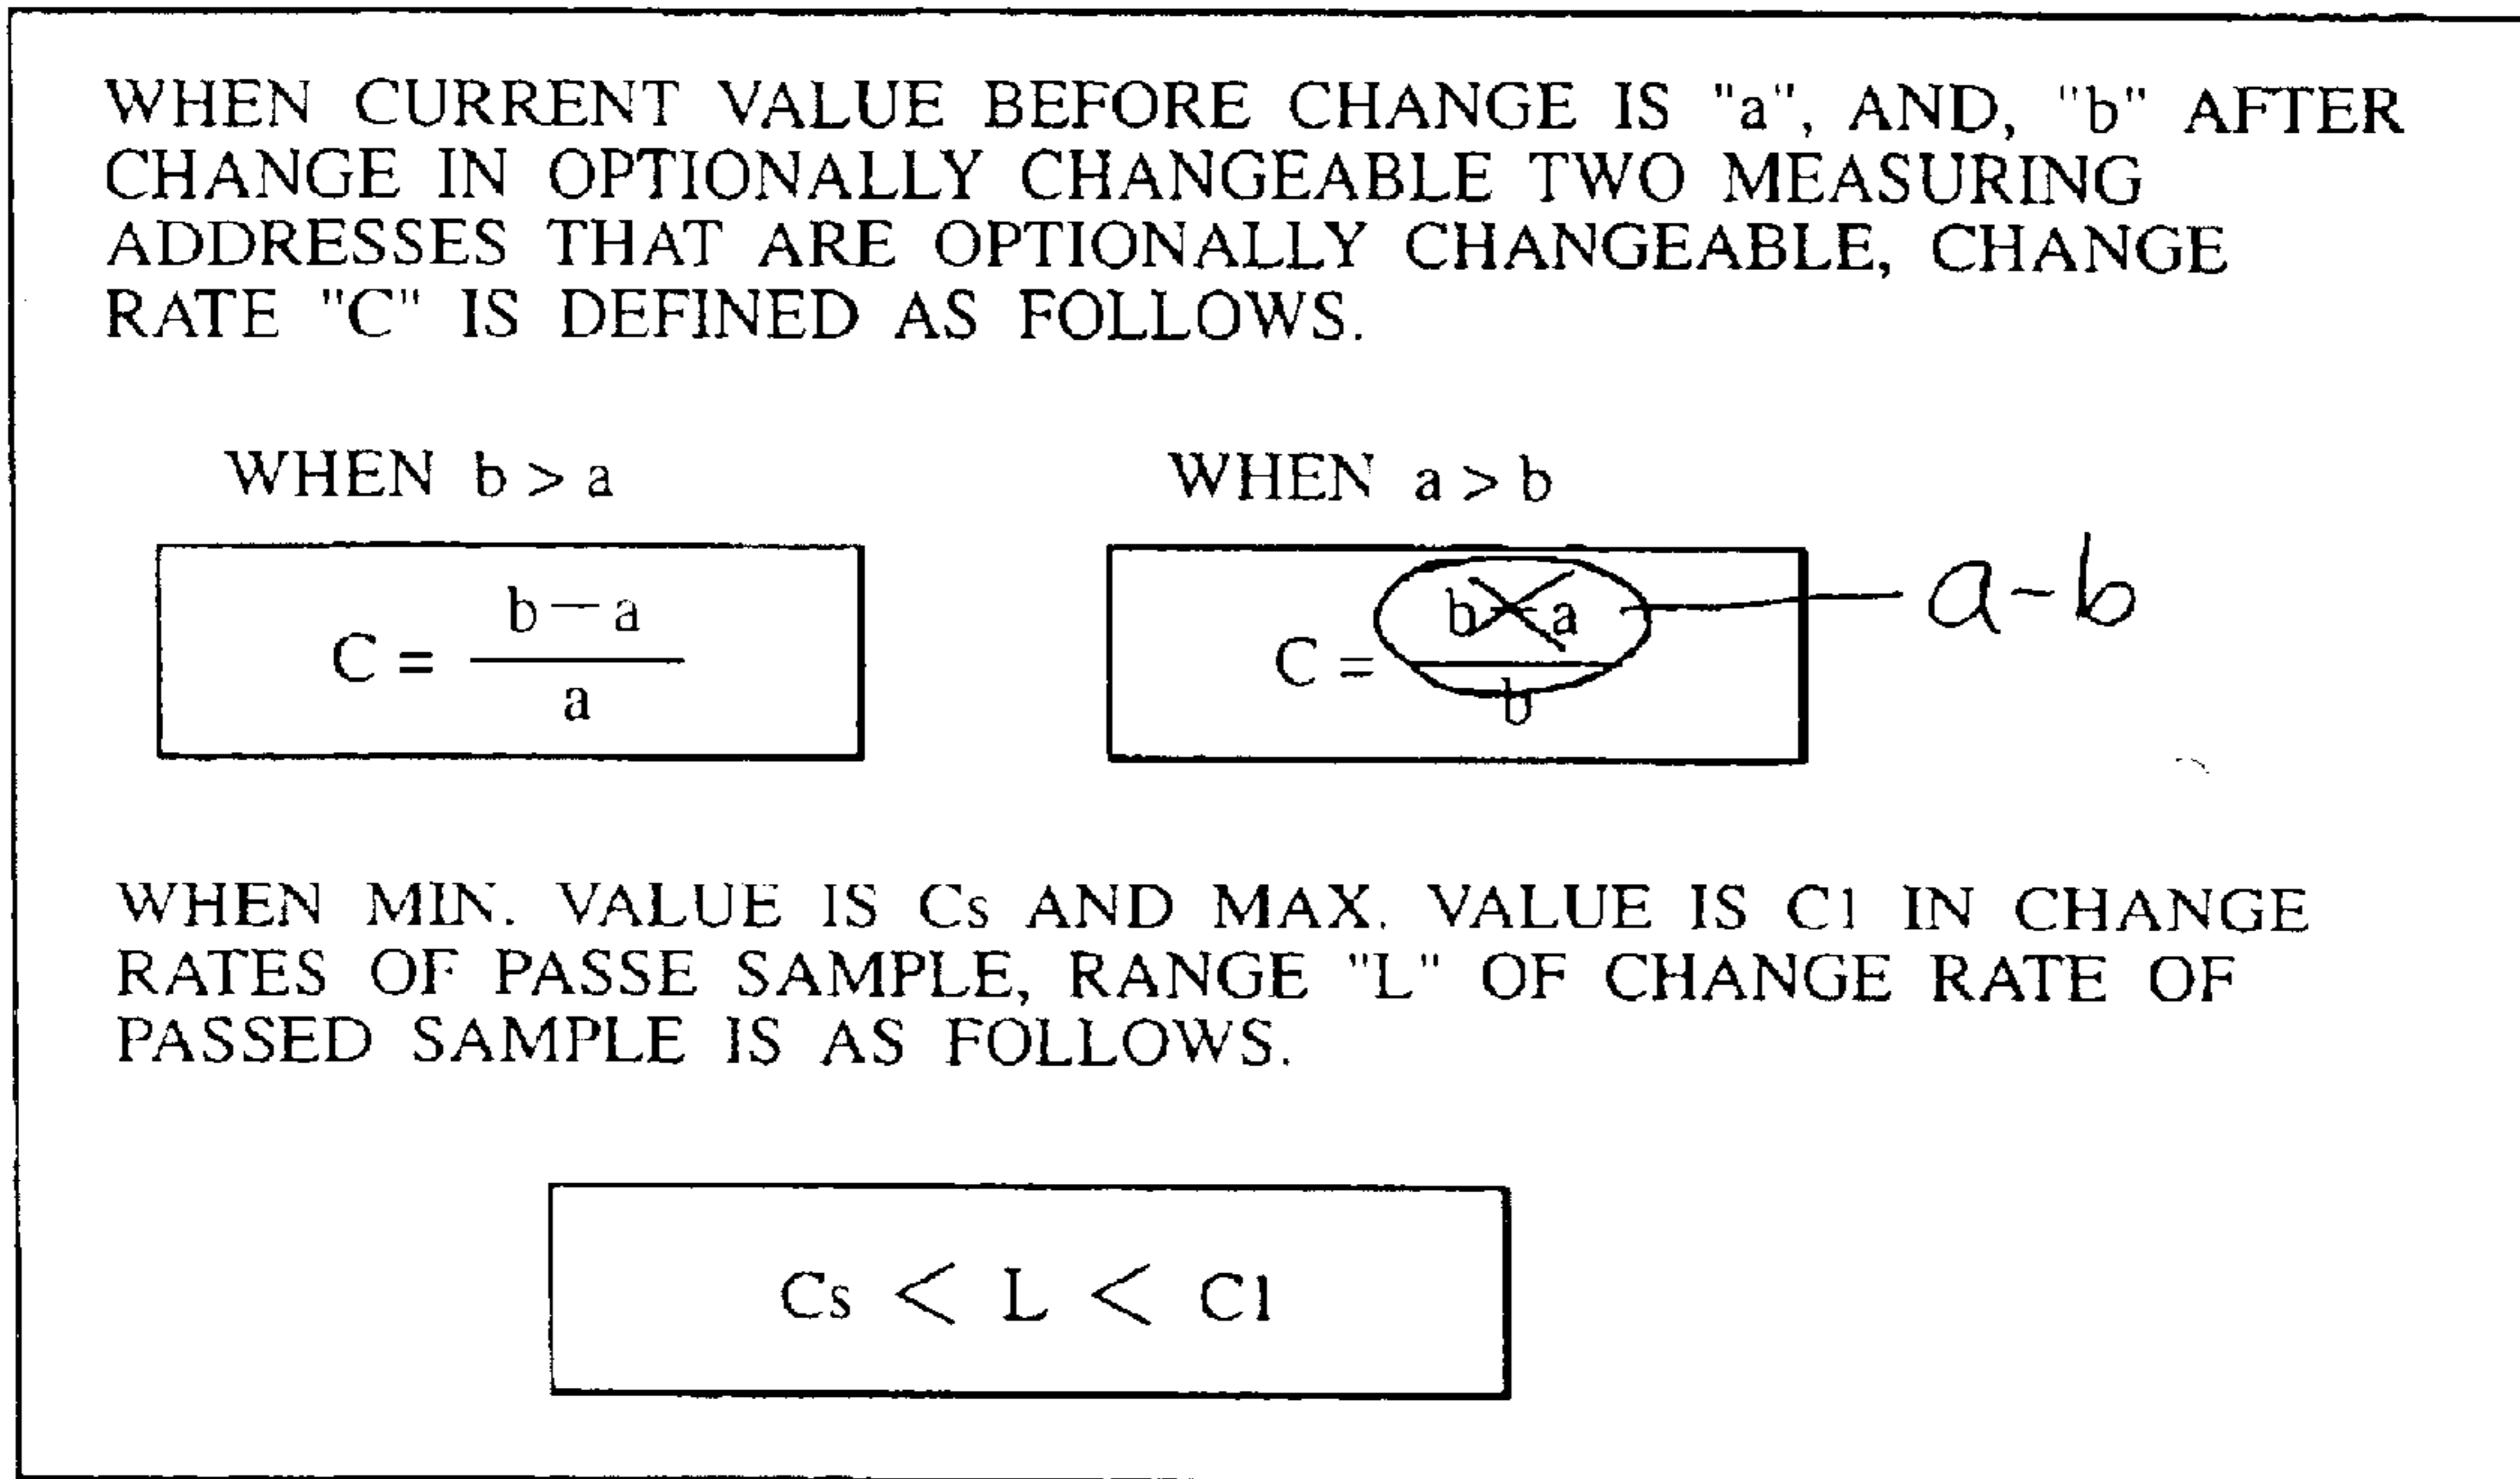 WHEN CURRENT VALUE BEFORE CHANGE IS "a", AND, "b" AFTER
CHANGE IN OPTIONALLY CHANGEABLE TWO MEASURING
ADDRESSES THAT ARE OPTIONALLY CHANGEABLE, CHANGE
RATE "C" IS DEFINED AS FOLLOWS.
WHEN b > a
C = b — a / a
WHEN a > b
C = b — a / b
a - b
WHEN MIN. VALUE IS Cs AND MAX. VALUE IS C1 IN CHANGE
RATES OF PASSE SAMPLE, RANGE "L" OF CHANGE RATE OF
PASSED SAMPLE IS AS FOLLOWS.
Cs < L < C1